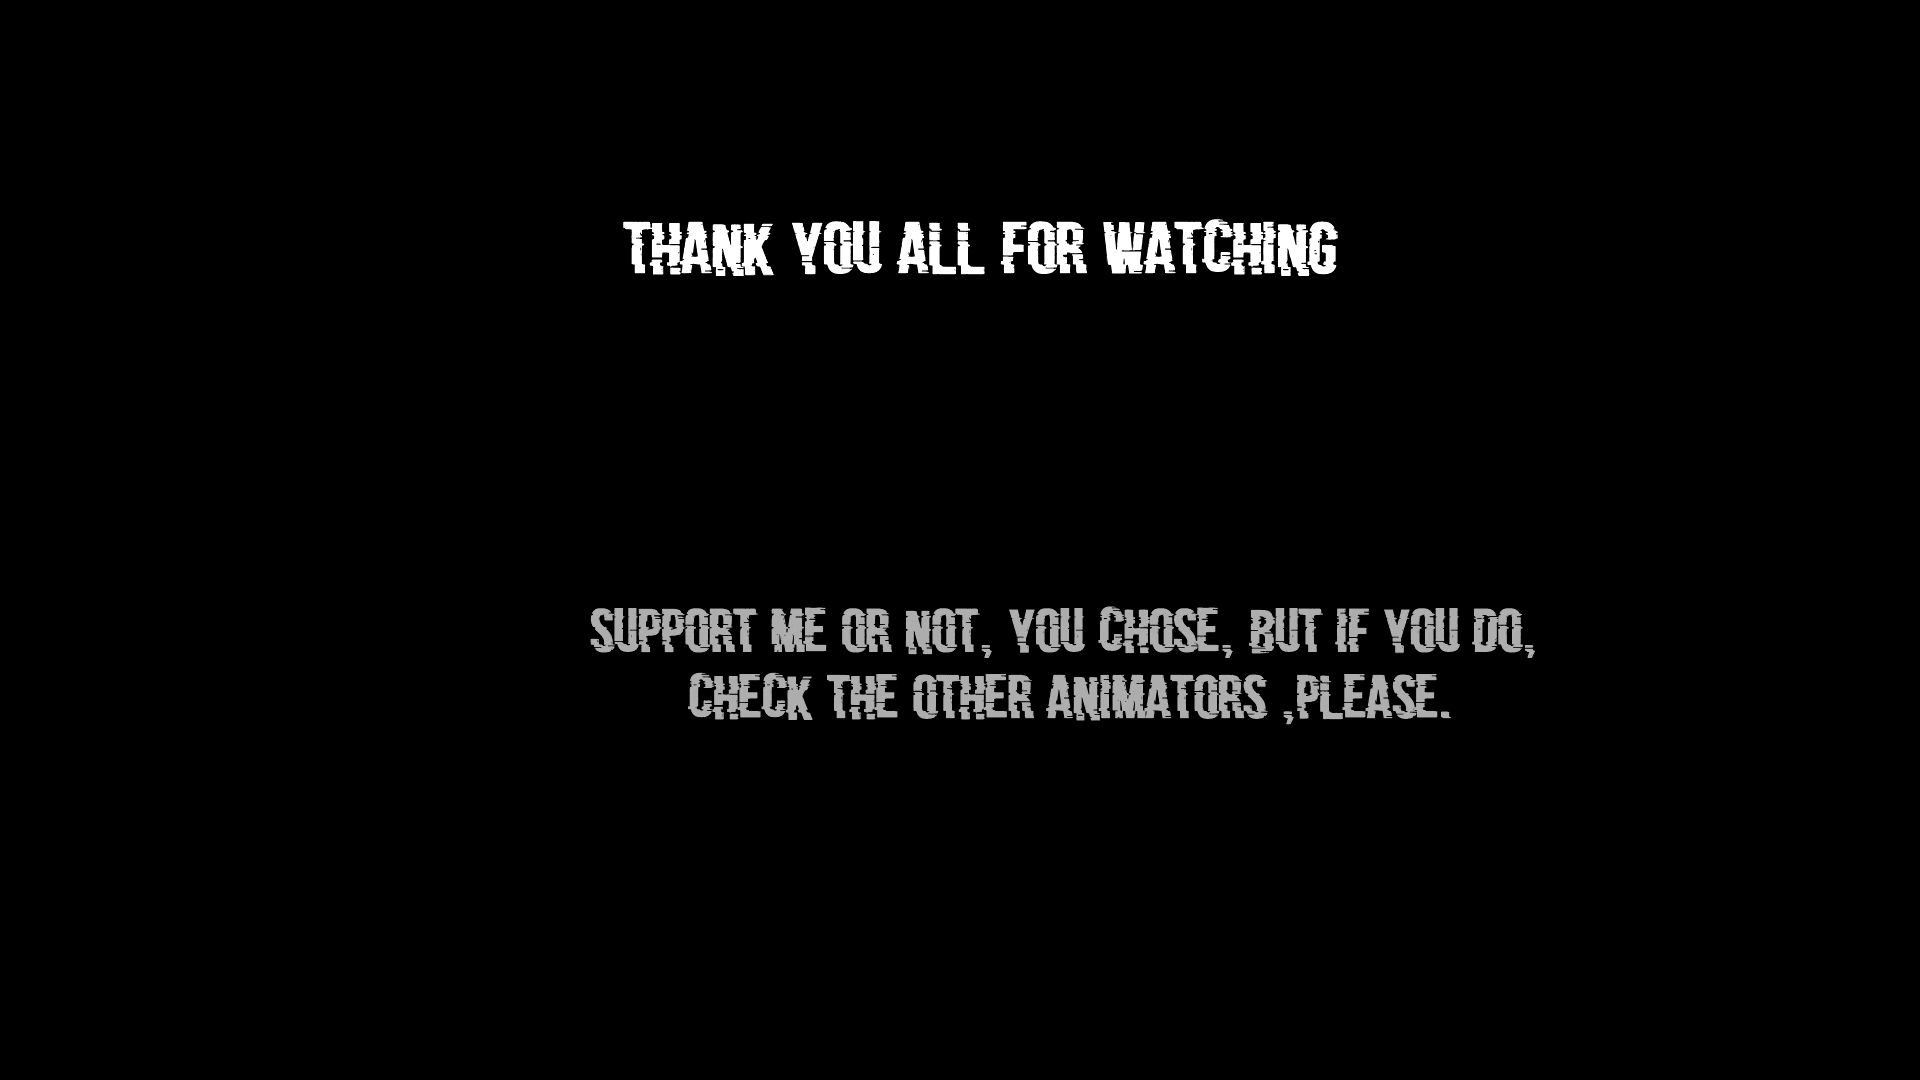 THANK YOU ALL FOR WATCHING
SUPPORT ME OR NOT, YOU CHOSE, BUT IF YOU DO,
CHECK THE OTHER ANIMATORS ,PLEASE.